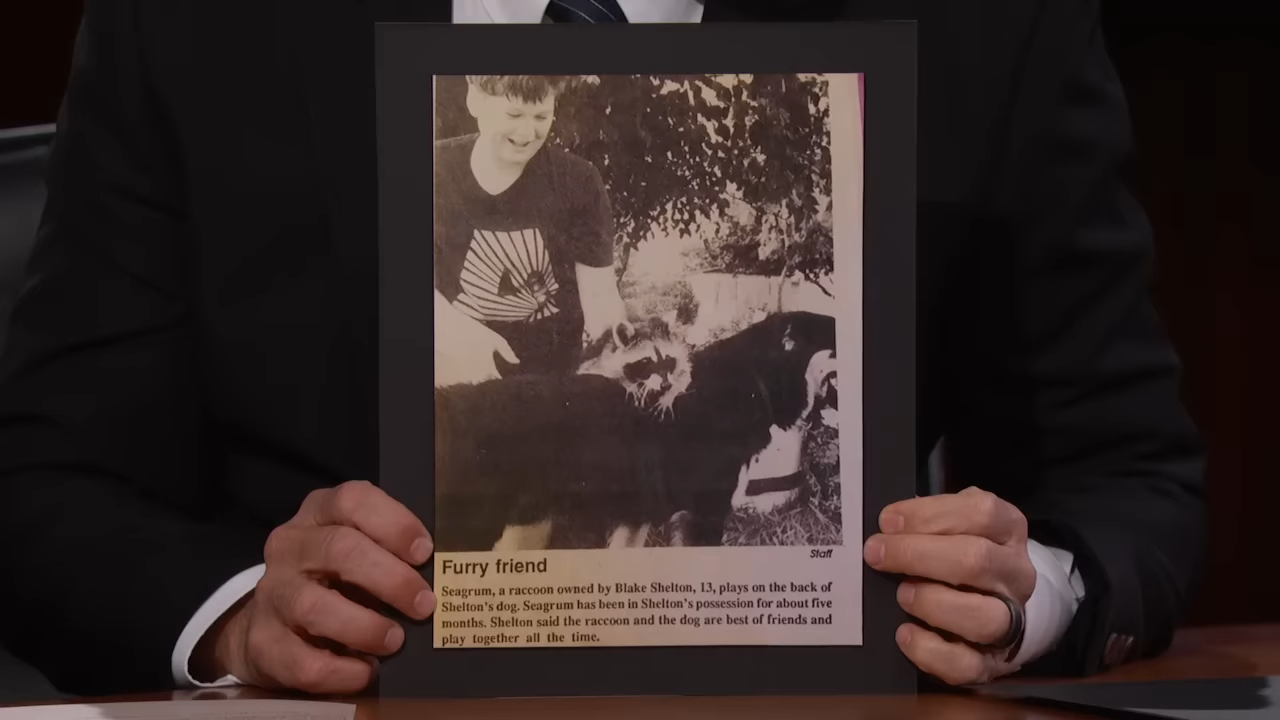 Staff
Furry friend
Seagrum, a raccoon owned by Blake Shelton, 13, plays on the back of
Shelton's dog. Seagrum has been in Shelton's possession for about five
months. Shelton said the raccoon and the dog are best of friends and
play together all the time.